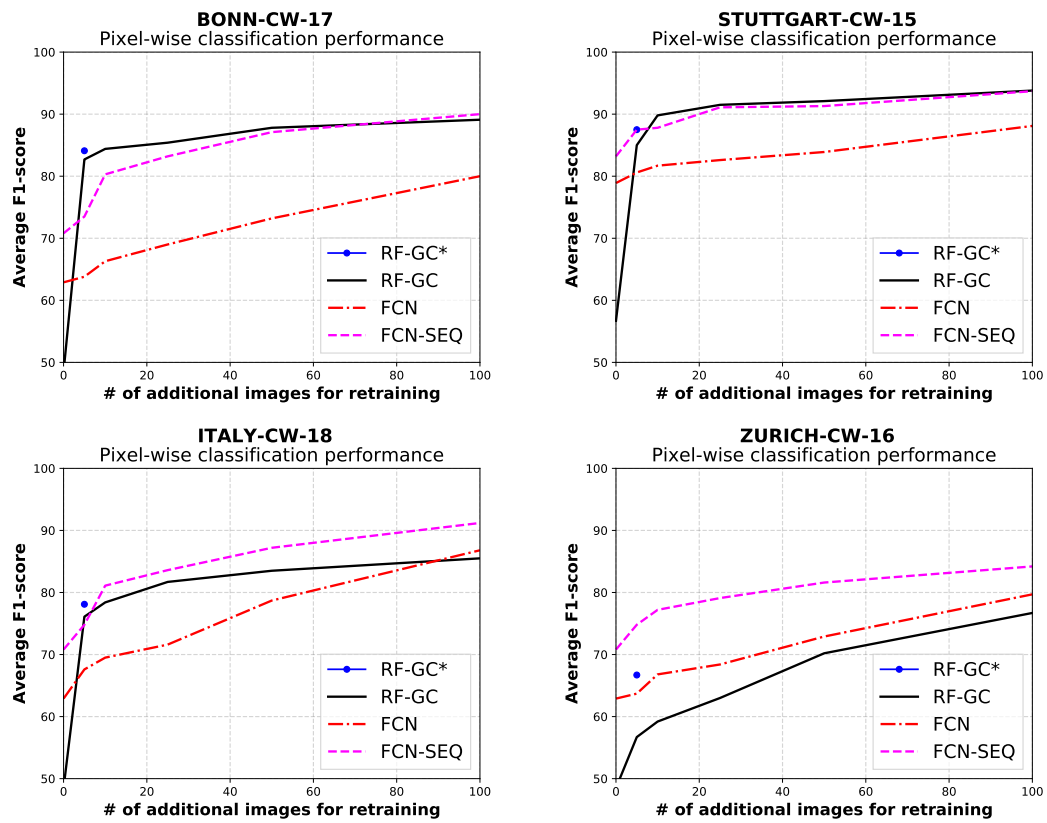 BONN-CW-17
Pixel-wise classification performance
100
90
80
70
60
50
Average F1-score
0 20 40 60 80 100
# of additional images for retraining
RF-GC*
RF-GC
FCN
FCN-SEQ
STUTTGART-CW-15
Pixel-wise classification performance
100
90
80
70
60
50
Average F1-score
0 20 40 60 80 100
# of additional images for retraining
RF-GC*
RF-GC
FCN
FCN-SEQ
ITALY-CW-18
Pixel-wise classification performance
100
90
80
70
60
50
Average F1-score
0 20 40 60 80 100
# of additional images for retraining
RF-GC*
RF-GC
FCN
FCN-SEQ
ZURICH-CW-16
Pixel-wise classification performance
100
90
80
70
60
50
Average F1-score
0 20 40 60 80 100
# of additional images for retraining
RF-GC*
RF-GC
FCN
FCN-SEQ